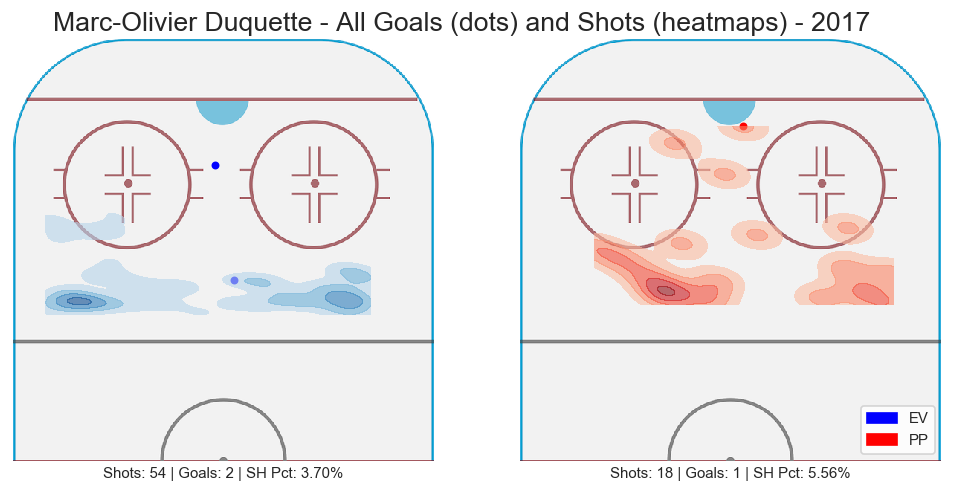 Marc-Olivier Duquette - All Goals (dots) and Shots (heatmaps) - 2017
EV
PP
Shots: 54 | Goals: 2 | SH Pct: 3.70%
Shots: 18 | Goals: 1 | SH Pct: 5.56%